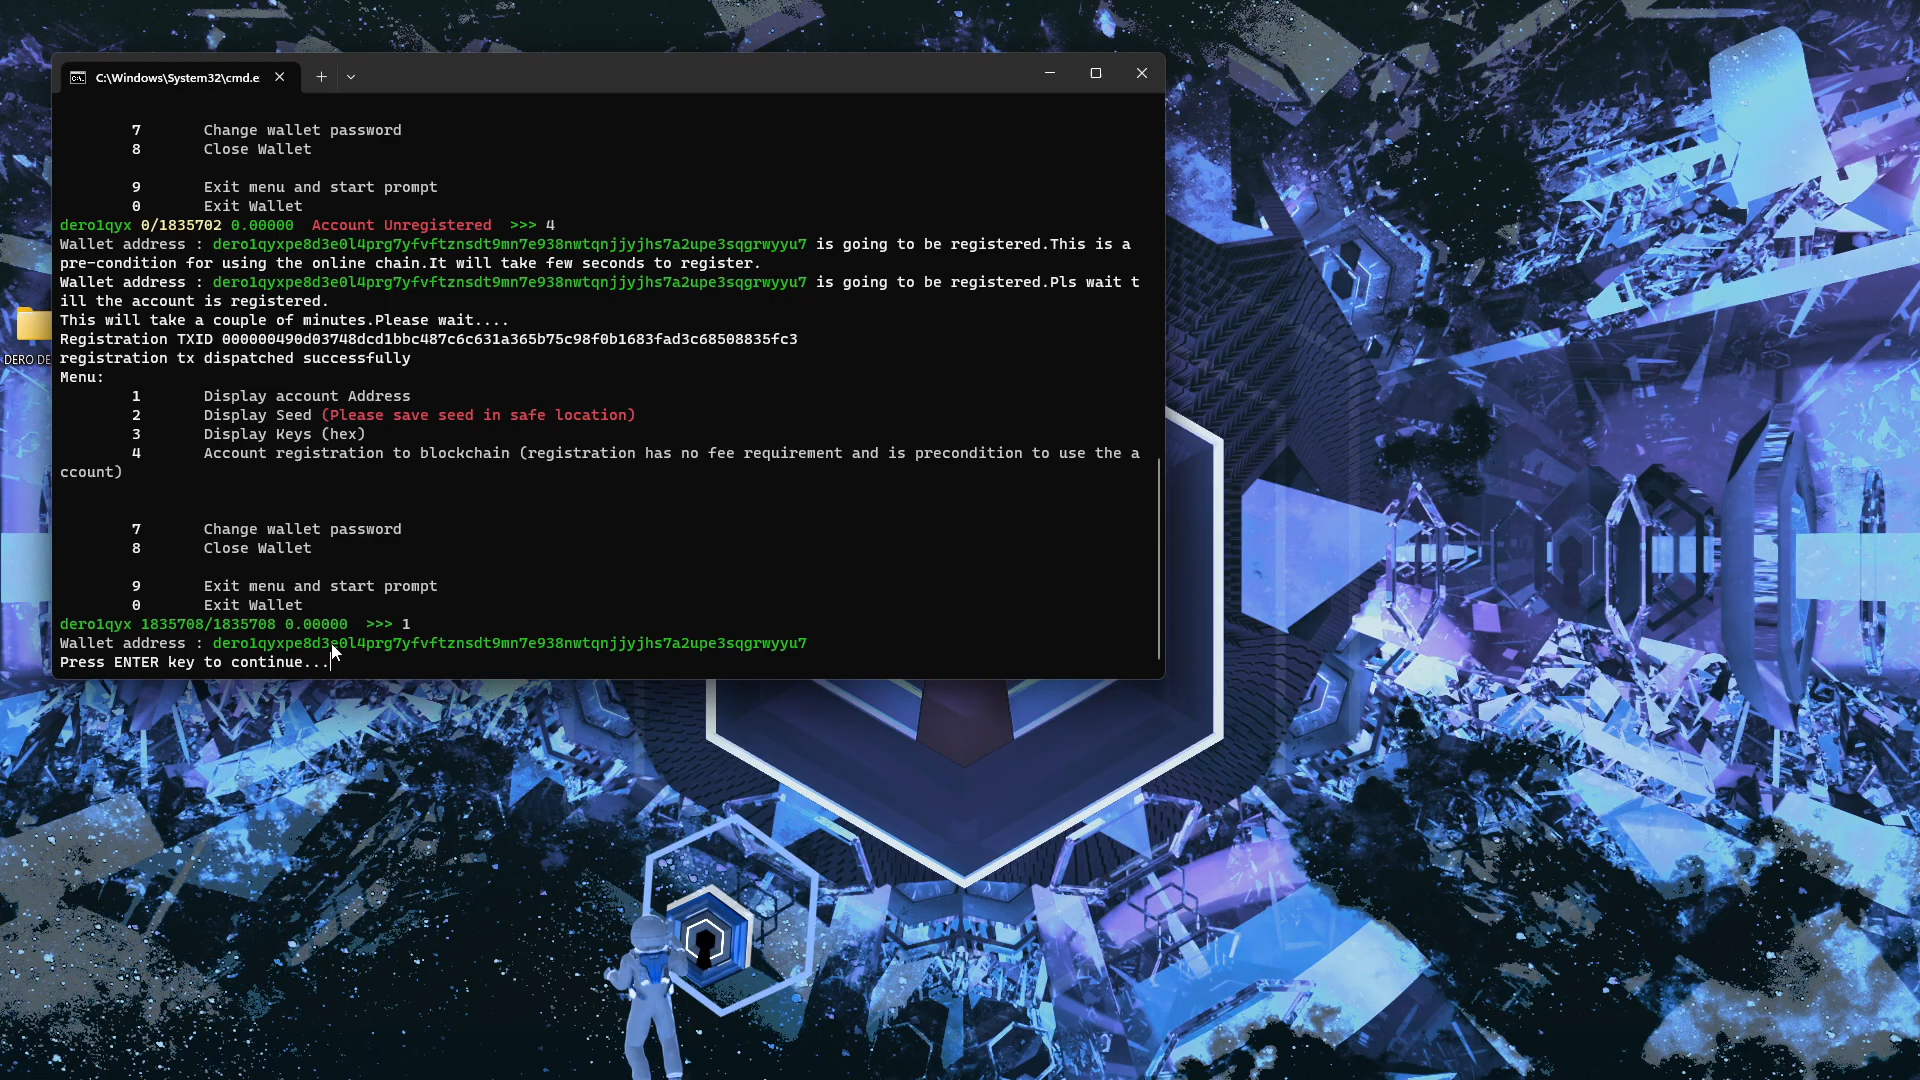 C:\Windows\System32\cmd.e
7 Change wallet password
8 Close Wallet
9 Exit menu and start prompt
0 Exit Wallet
dero1qyx 0/1835702 0.00000 Account Unregistered >>> 4
Wallet address : dero1qyxpe8d3e0l4prg7yfvftznsdt9mn7e938nwtqnjjyjhs7a2upe3sqgrwyyu7 is going to be registered.This is a
pre-condition for using the online chain.It will take few seconds to register.
Wallet address : dero1qyxpe8d3e0l4prg7yfvftznsdt9mn7e938nwtqnjjyjhs7a2upe3sqgrwyyu7 is going to be registered.Pls wait t
ill the account is registered.
This will take a couple of minutes.Please wait....
Registration TXID 000000490d03748dcd1bbc487c6c631a365b75c98f0b1683fad3c68508835fc3
registration tx dispatched successfully
Menu:
1 Display account Address
2 Display Seed (Please save seed in safe location)
3 Display Keys (hex)
4 Account registration to blockchain (registration has no fee requirement and is precondition to use the a
ccount)
7 Change wallet password
8 Close Wallet
9 Exit menu and start prompt
0 Exit Wallet
dero1qyx 1835708/1835708 0.00000 >>> 1
Wallet address : dero1qyxpe8d3e0l4prg7yfvftznsdt9mn7e938nwtqnjjyjhs7a2upe3sqgrwyyu7
Press ENTER key to continue...
DERO DE